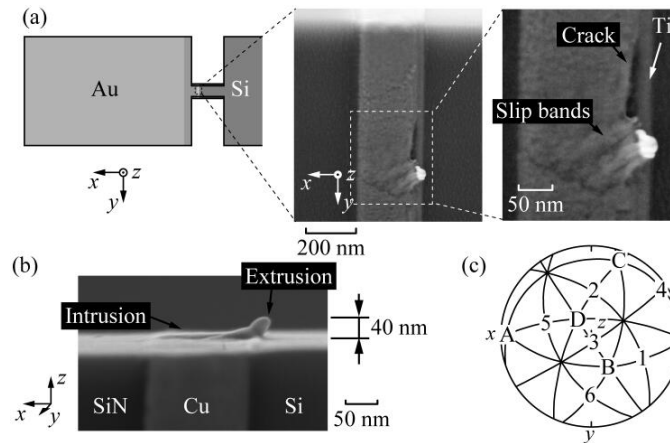 (a)
Au
Si
x
z
y
x
z
y
200 nm
Crack
Ti
Slip bands
50 nm
(b)
Extrusion
Intrusion
40 nm
z
x
y
SiN
Cu
Si
50 nm
(c)
C
2
4
x
A
5
D
z
3
B
1
6
y